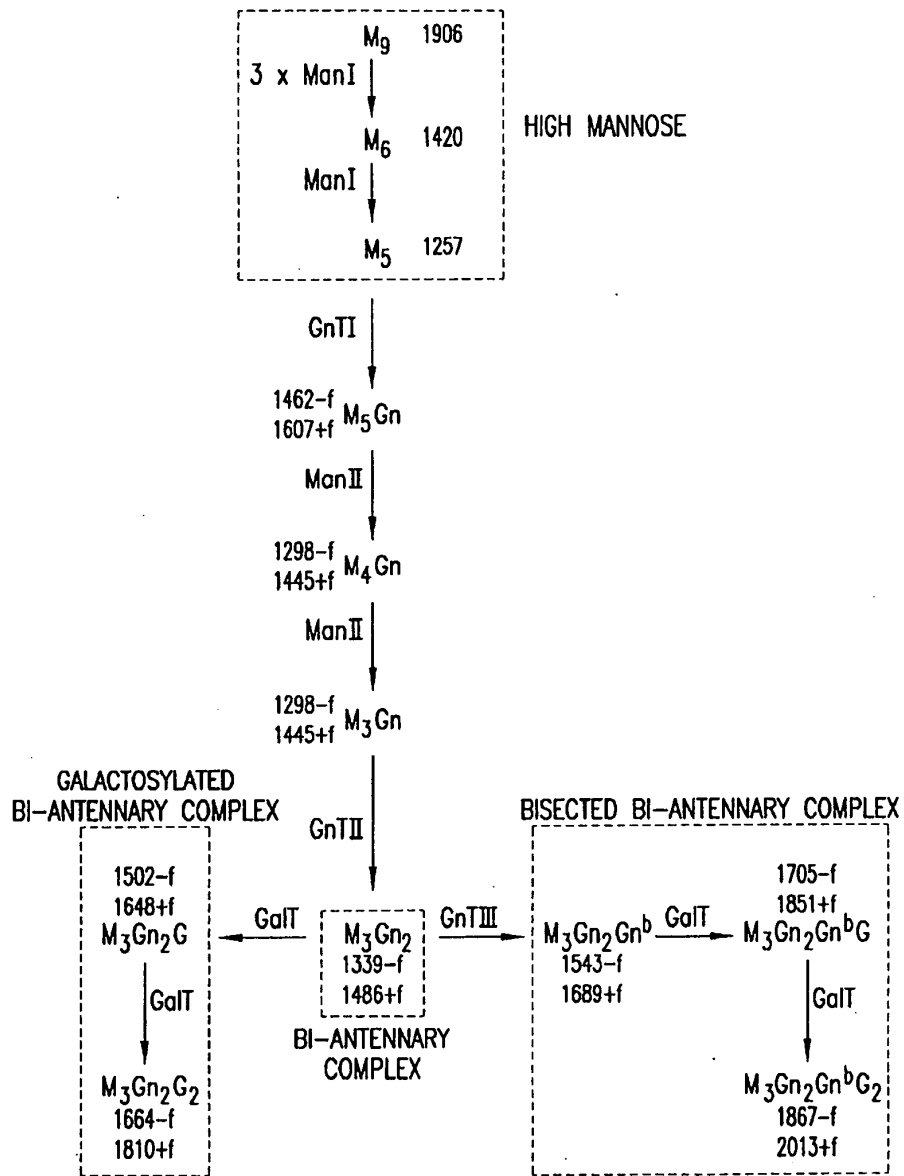 M₉ 1906
3 x ManI
M₆ 1420
HIGH MANNOSE
ManI
M₅ 1257
GnTI
1462-f
1607+f M₅Gn
ManII
1298-f
1445+f M₄Gn
ManII
1298-f
1445+f M₃Gn
GnTII
GALACTOSYLATED
BI-ANTENNARY COMPLEX
1502-f
1648+f
M₃Gn₂G
GalT
M₃Gn₂G₂
1664-f
1810+f
GalT
M₃Gn₂
1339-f
1486+f
BI-ANTENNARY
COMPLEX
GnTIII
BISECTED BI-ANTENNARY COMPLEX
M₃Gn₂Gnᵇ
1543-f
1689+f
GalT
1705-f
1851+f
M₃Gn₂GnᵇG
GalT
M₃Gn₂GnᵇG₂
1867-f
2013+f